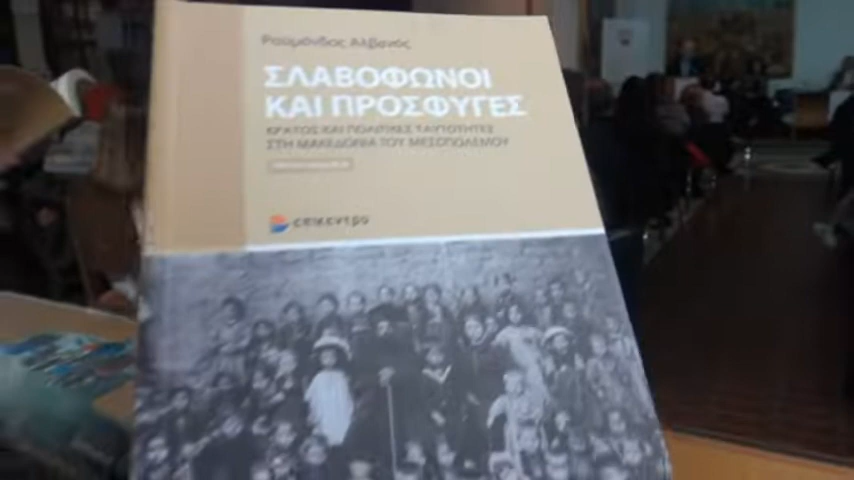 Ραϋμόνδος Αλβανός
ΣΛΑΒΟΦΩΝΟΙ
ΚΑΙ ΠΡΟΣΦΥΓΕΣ
ΚΡΑΤΟΣ ΚΑΙ ΠΟΛΙΤΙΚΕΣ ΤΑΥΤΟΤΗΤΕΣ
ΣΤΗ ΜΑΚΕΔΟΝΙΑ ΤΟΥ ΜΕΣΟΠΟΛΕΜΟΥ
επίκεντρο